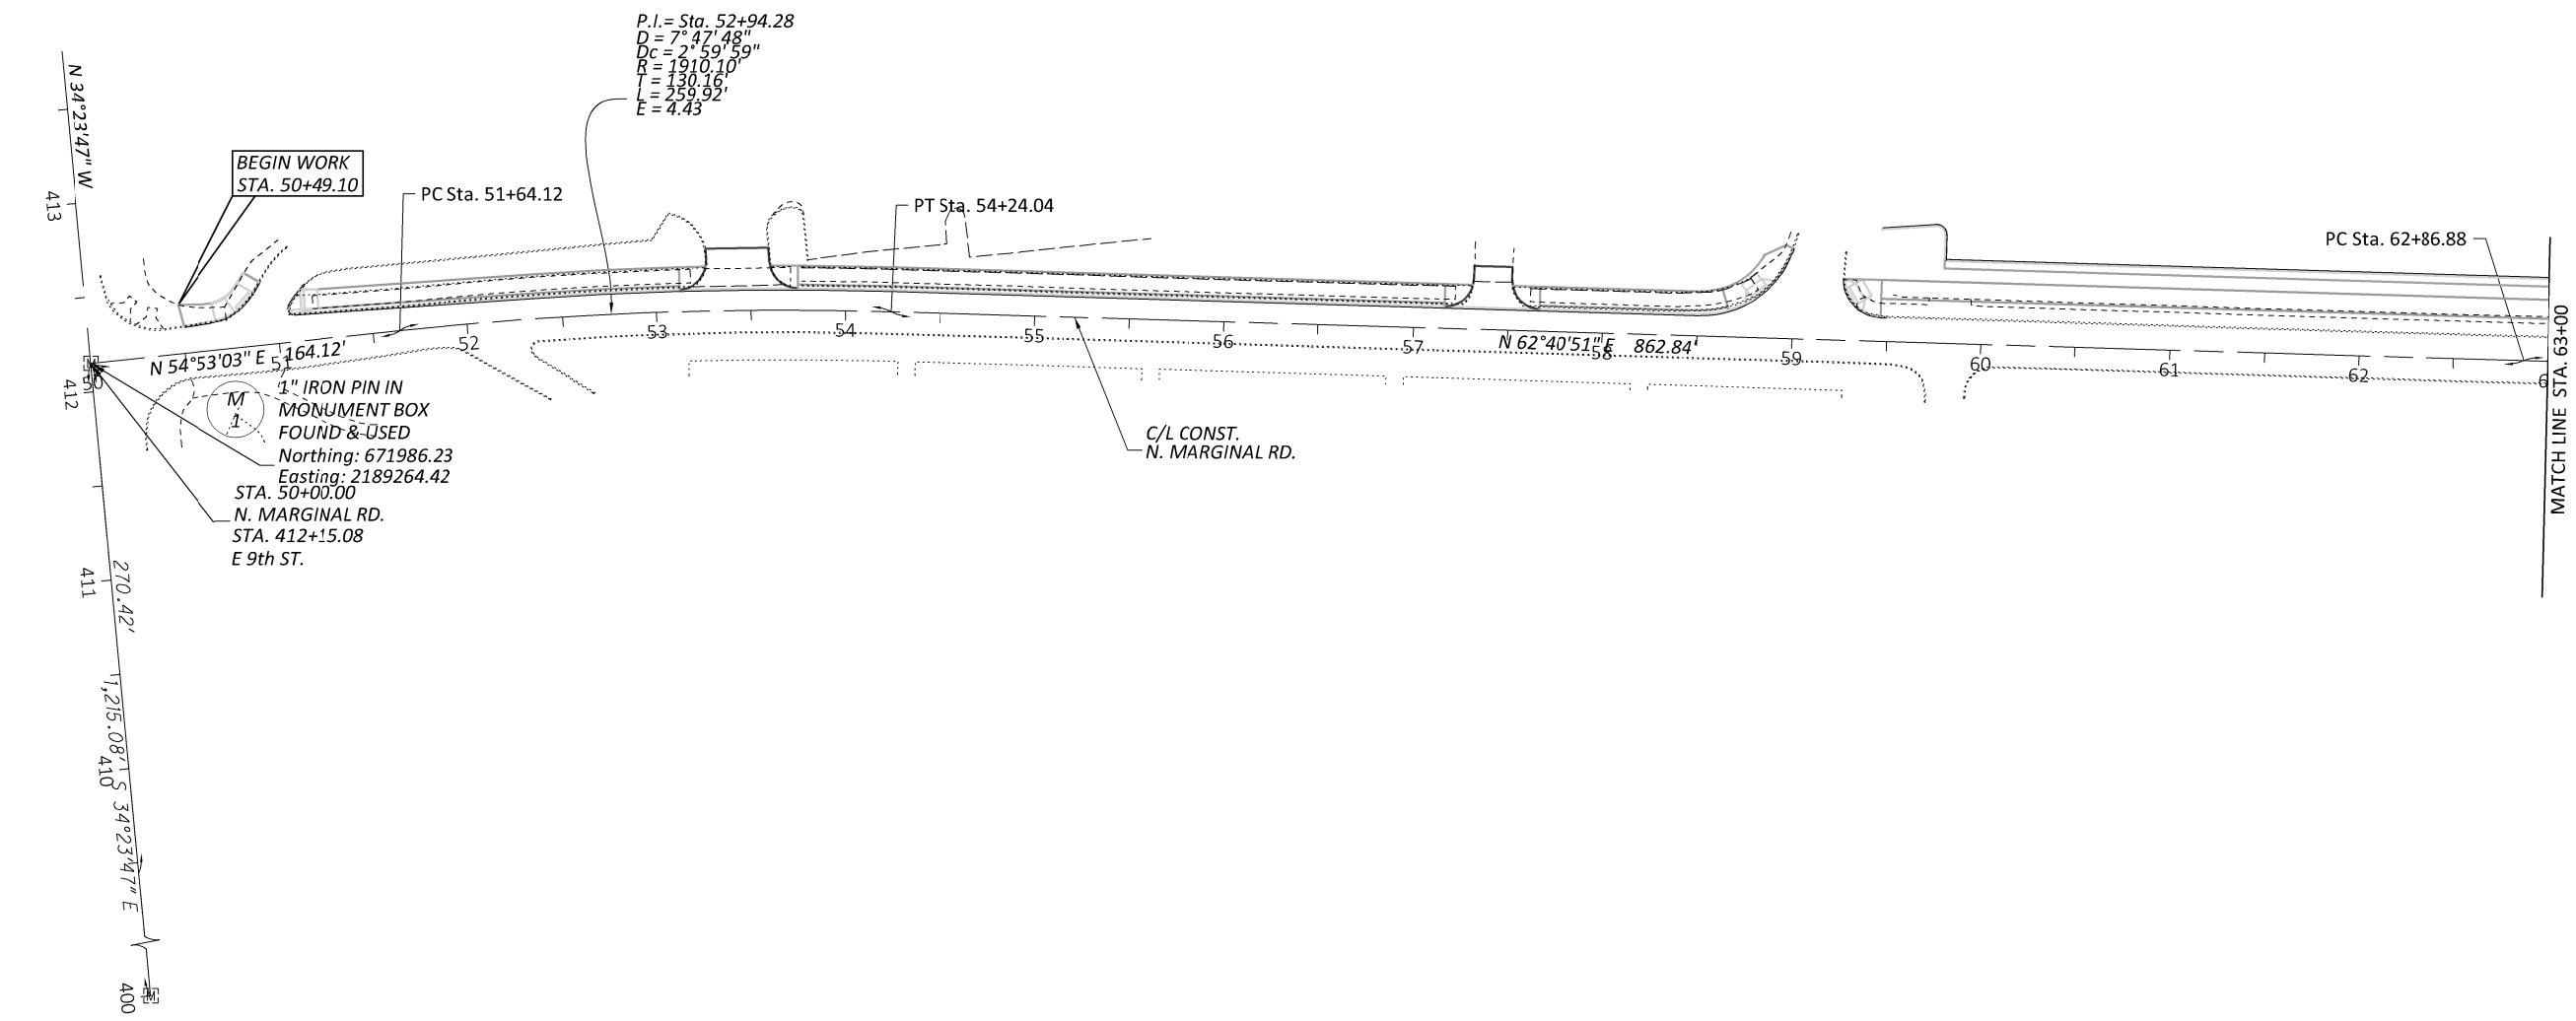 P.I.= Sta. 52+94.28
D = 7°47'48"
Dc = 2°59'59"
R = 1910.10'
T = 130.16'
L = 259.92'
E = 4.43
N 34°23'47" W
BEGIN WORK
STA. 50+49.10
PC Sta. 51+64.12
PT Sta. 54+24.04
PC Sta. 62+86.88
413
412
411
410
400
N 54°53'03" E 164.12'
N 62°40'51" E 862.84'
50
51
52
53
54
55
56
57
58
59
60
61
62
6
MATCH LINE STA. 63+00
M
1
1" IRON PIN IN
MONUMENT BOX
FOUND & USED
Northing: 671986.23
Easting: 2189264.42
STA. 50+00.00
N. MARGINAL RD.
STA. 412+15.08
E 9th ST.
C/L CONST.
N. MARGINAL RD.
270.42'
1,215.08'
S 34°23'47" E
M